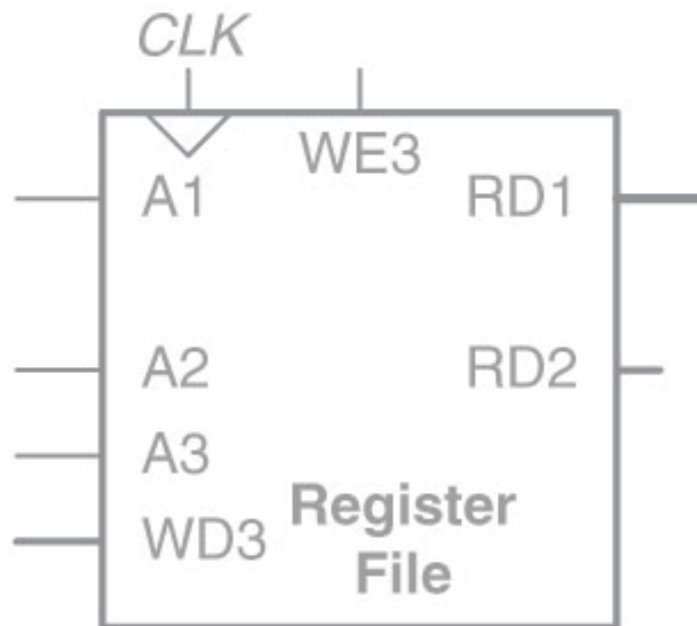 CLK
WE3
A1 RD1
A2 RD2
A3
WD3
Register
File